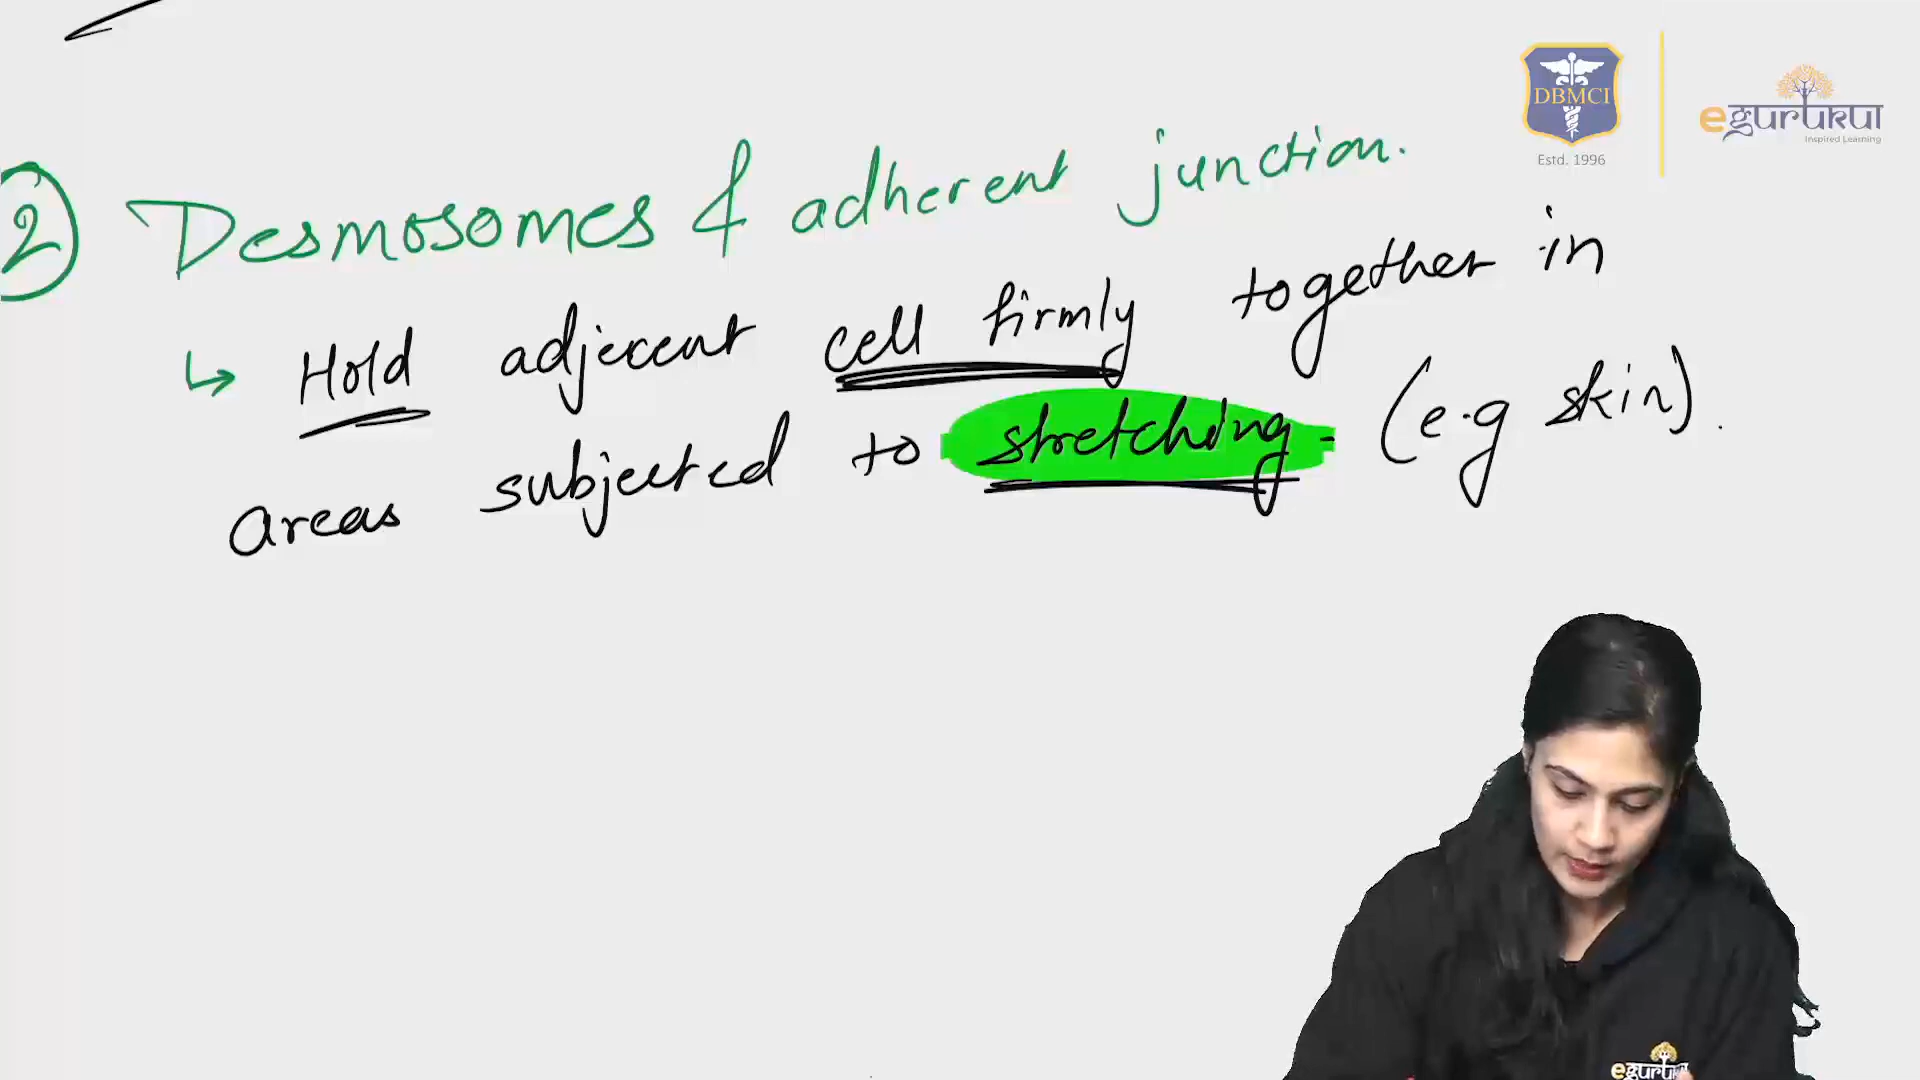 DBMCI
Estd. 1996
egurukul
Inspired Learning
2 Desmosomes & adherent junction.
↳ Hold adjecent cell firmly together in
areas subjected to stretching - (e.g skin).
eguruku